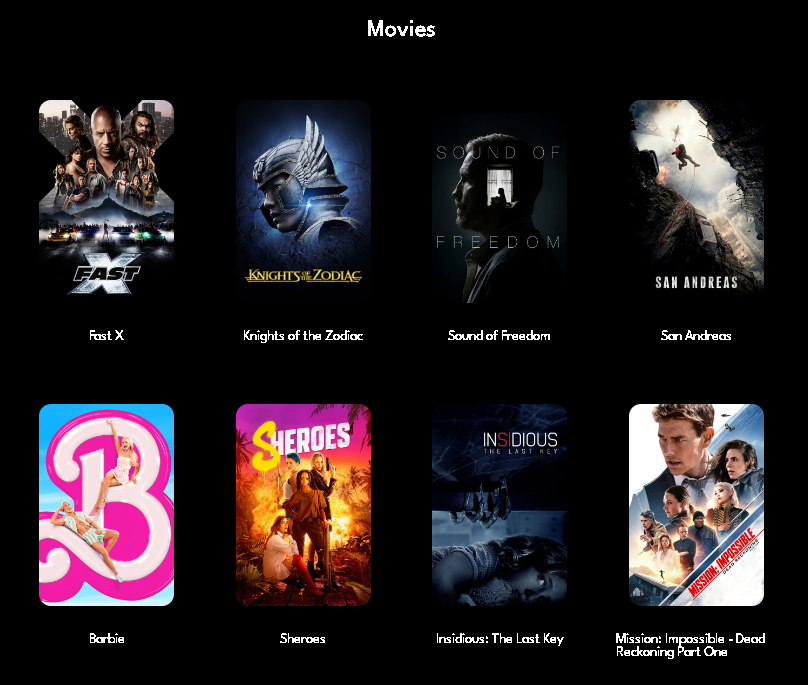 Movies
FAST X
KNIGHTS OF THE ZODIAC
SOUND OF
FREEDOM
SAN ANDREAS
Fast X
Knights of the Zodiac
Sound of Freedom
San Andreas
B
SHEROES
INSIDIOUS
THE LAST KEY
MISSION: IMPOSSIBLE
DEAD RECKONING
Barbie
Sheroes
Insidious: The Last Key
Mission: Impossible - Dead
Reckoning Part One